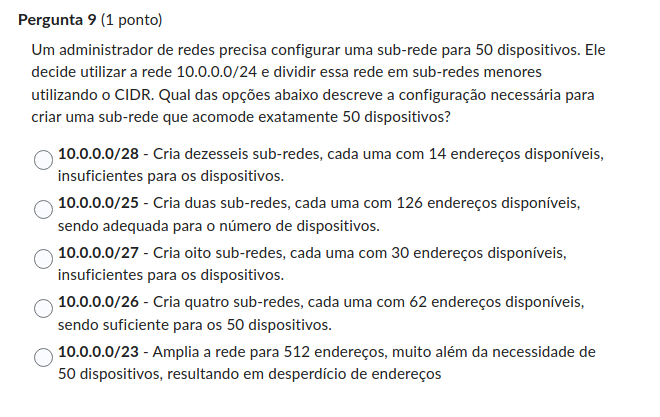 Pergunta 9 (1 ponto)
Um administrador de redes precisa configurar uma sub-rede para 50 dispositivos. Ele
decide utilizar a rede 10.0.0.0/24 e dividir essa rede em sub-redes menores
utilizando o CIDR. Qual das opções abaixo descreve a configuração necessária para
criar uma sub-rede que acomode exatamente 50 dispositivos?
10.0.0.0/28 - Cria dezesseis sub-redes, cada uma com 14 endereços disponíveis,
insuficientes para os dispositivos.
10.0.0.0/25 - Cria duas sub-redes, cada uma com 126 endereços disponíveis,
sendo adequada para o número de dispositivos.
10.0.0.0/27 - Cria oito sub-redes, cada uma com 30 endereços disponíveis,
insuficientes para os dispositivos.
10.0.0.0/26 - Cria quatro sub-redes, cada uma com 62 endereços disponíveis,
sendo suficiente para os 50 dispositivos.
10.0.0.0/23 - Amplia a rede para 512 endereços, muito além da necessidade de
50 dispositivos, resultando em desperdício de endereços